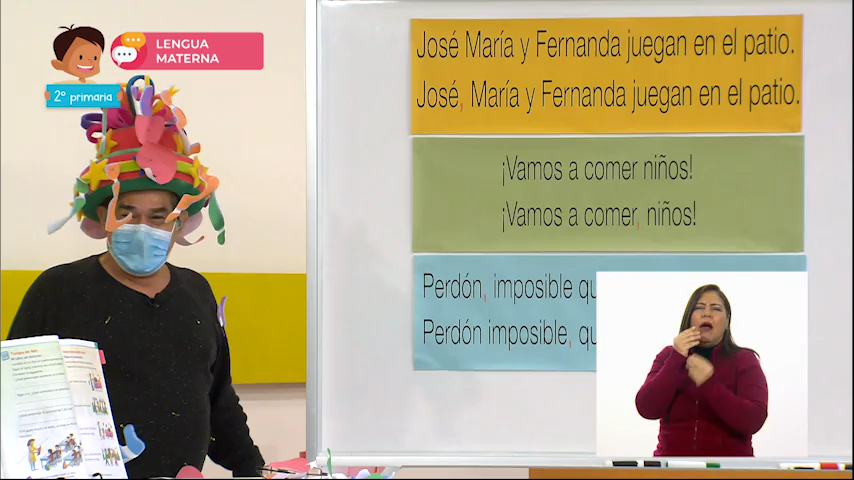 LENGUA
MATERNA
2° primaria
José María y Fernanda juegan en el patio.
José, María y Fernanda juegan en el patio.
¡Vamos a comer niños!
¡Vamos a comer, niños!
Perdón, imposible qu
Perdón imposible, qu